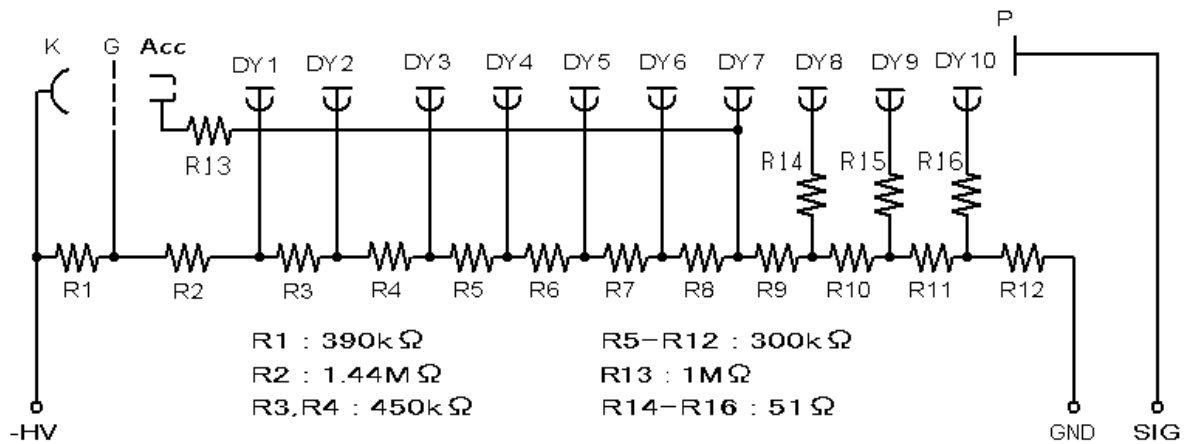 K G Acc DY1 DY2 DY3 DY4 DY5 DY6 DY7 DY8 DY9 DY10 P
R13 R14 R15 R16
R1 R2 R3 R4 R5 R6 R7 R8 R9 R10 R11 R12
R1 : 390kΩ R5-R12 : 300kΩ
R2 : 1.44MΩ R13 : 1MΩ
R3,R4 : 450kΩ R14-R16 : 51Ω
-HV GND SIG